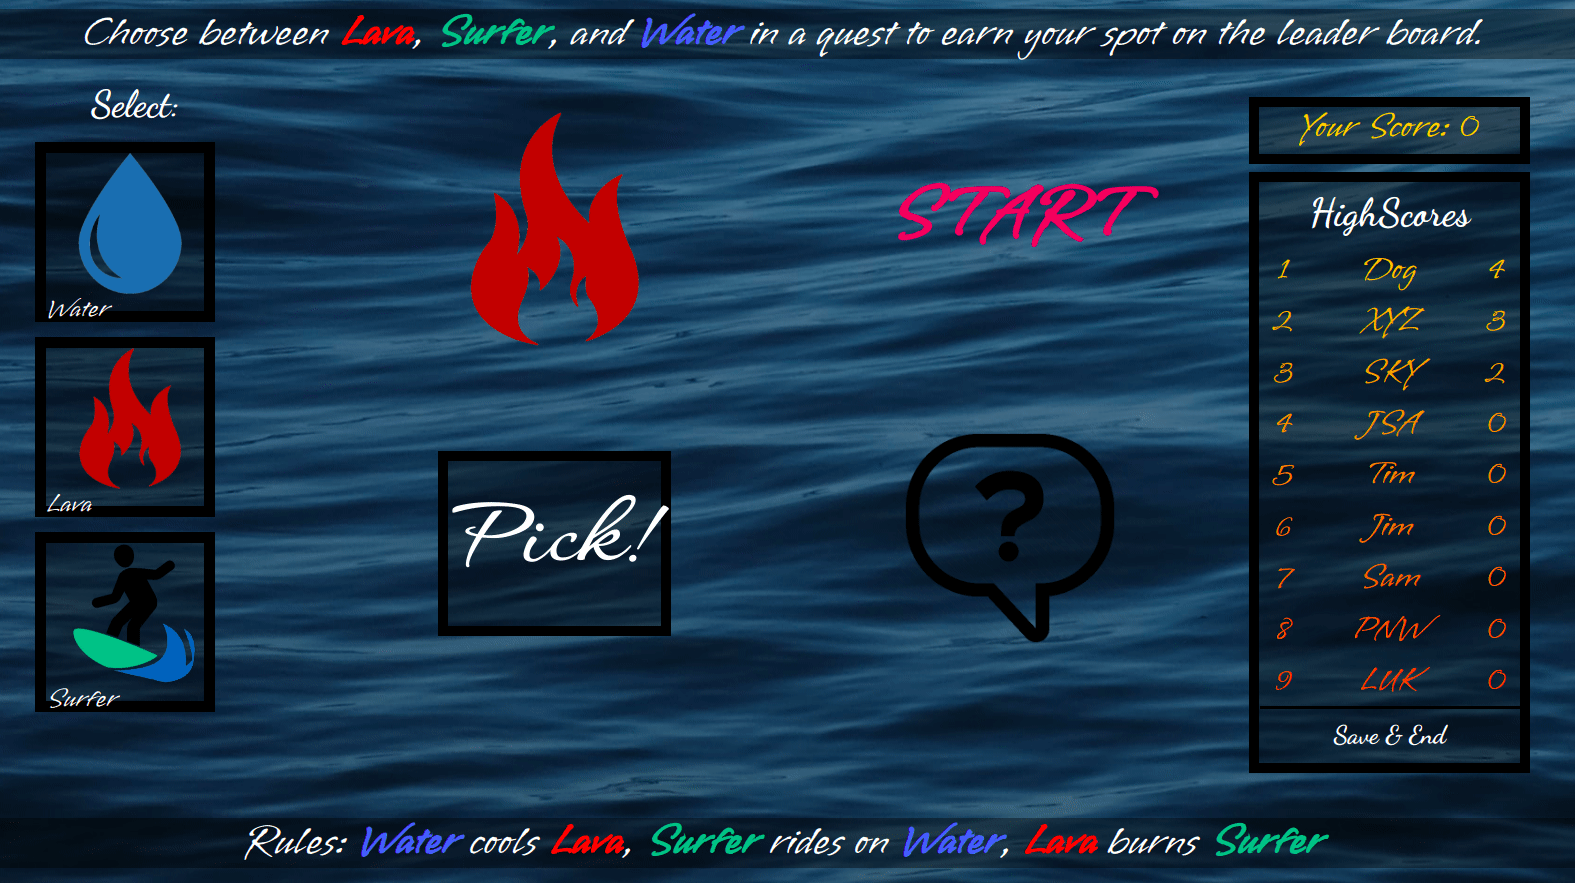 Choose between Lava, Surfer, and Water in a quest to earn your spot on the leader board.
Select:
Water
Lava
Surfer
START
Pick!
?
Your Score: 0
HighScores
1 Dog 4
2 XYZ 3
3 SKY 2
4 JSA 0
5 Tim 0
6 Jim 0
7 Sam 0
8 PNW 0
9 LUK 0
Save & End
Rules: Water cools Lava, Surfer rides on Water, Lava burns Surfer